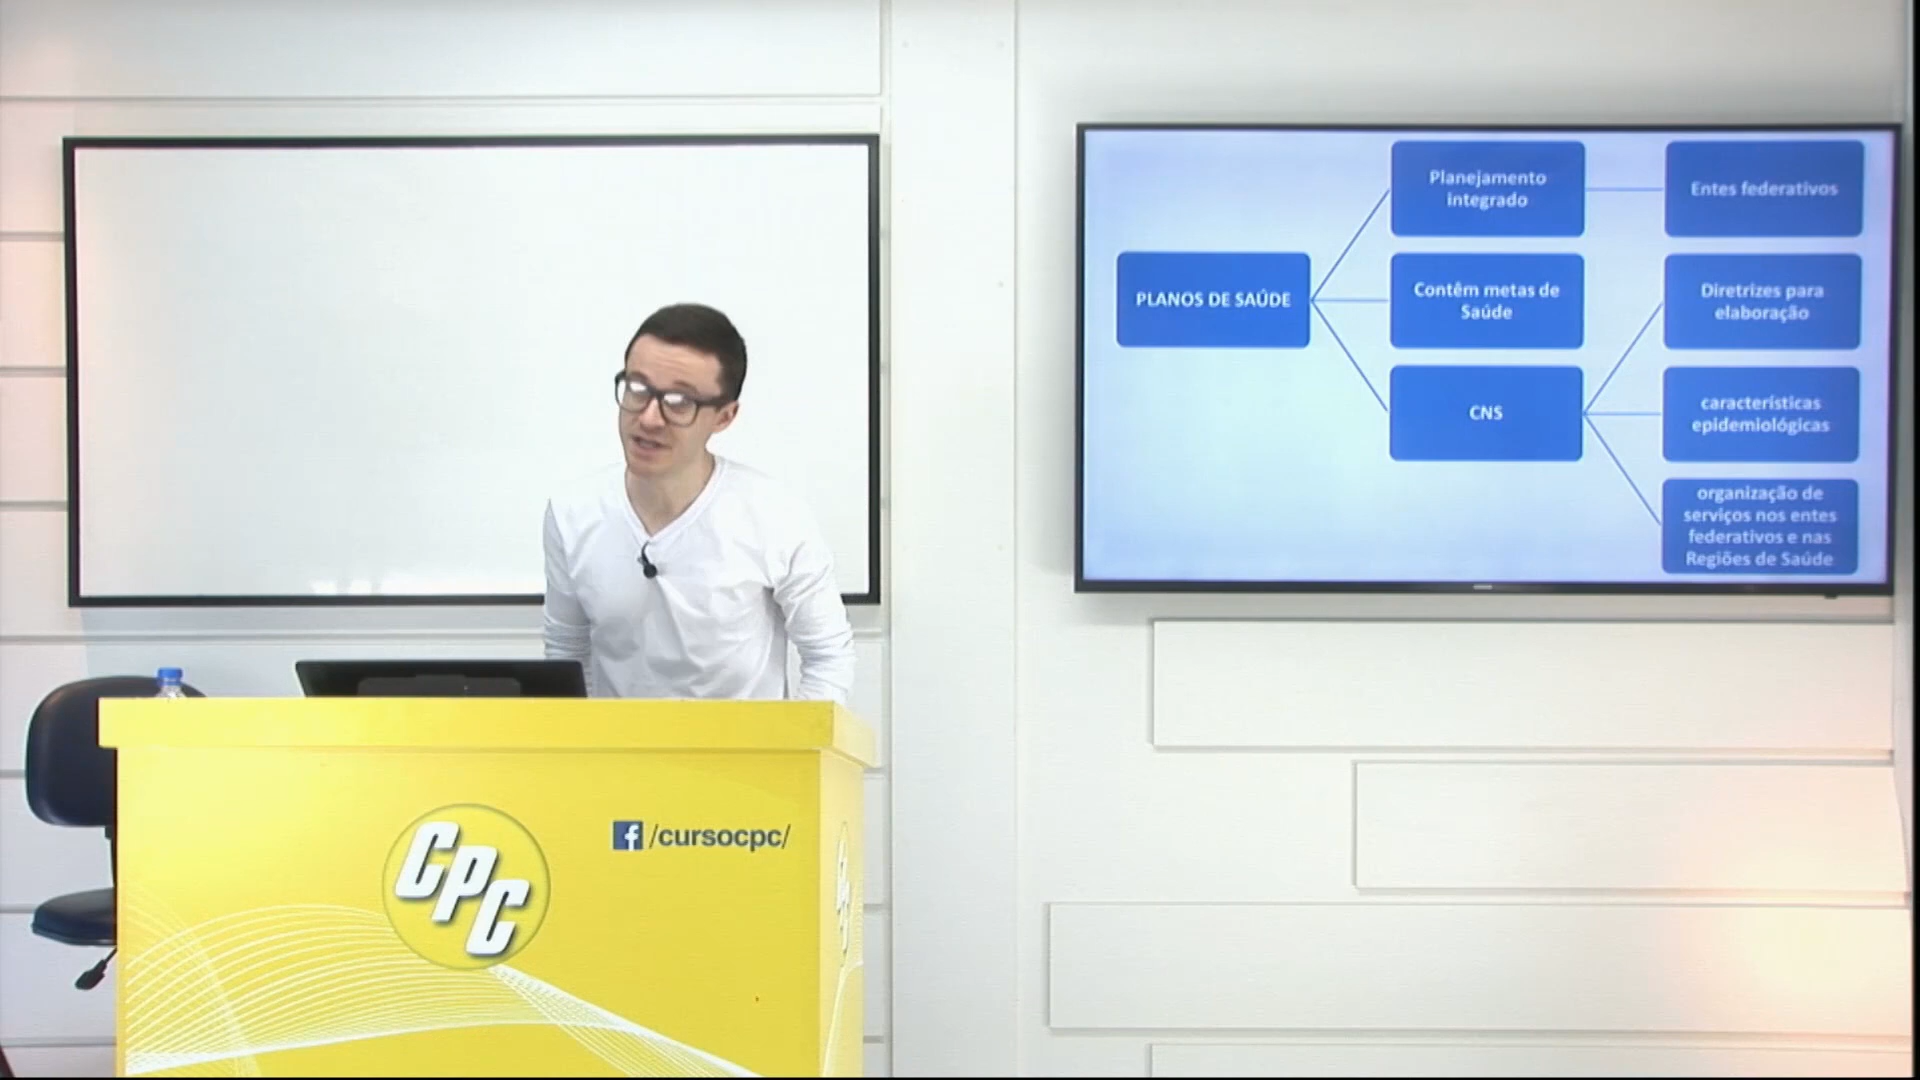 PLANOS DE SAÚDE
Planejamento
integrado
Contêm metas de
Saúde
CNS
Entes federativos
Diretrizes para
elaboração
características
epidemiológicas
organização de
serviços nos entes
federativos e nas
Regiões de Saúde
CPC
f /cursocpc/